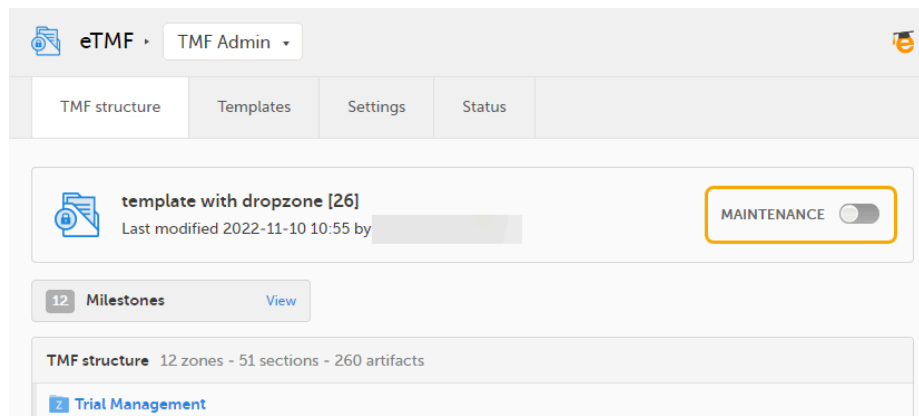 eTMF
TMF Admin
TMF structure
Templates
Settings
Status
template with dropzone [26]
Last modified 2022-11-10 10:55 by
MAINTENANCE
12 Milestones View
TMF structure 12 zones - 51 sections - 260 artifacts
Z Trial Management